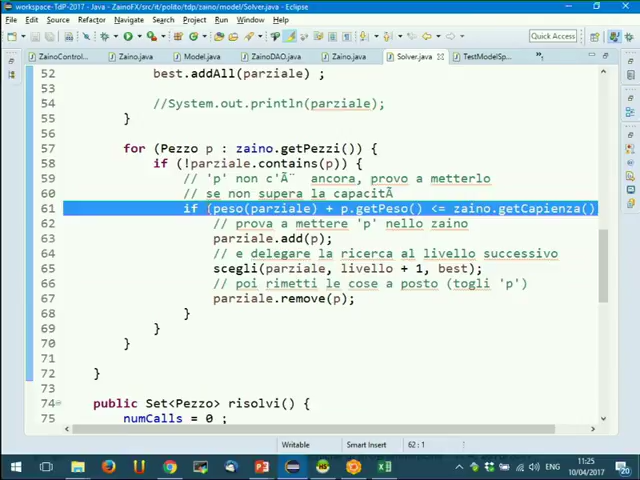 workspace-TdP-2017 - Java - ZainoFX/src/it/polito/tdp/zaino/model/Solver.java - Eclipse
File Edit Source Refactor Navigate Search Project Run Window Help
Quick Access
ZainoControl... Zaino.css Model.java ZainoDAO.java Zaino.java Solver.java TestModelSp...
52 best.addAll(parziale) ;
53
54 //System.out.println(parziale);
55 }
56
57 for (Pezzo p : zaino.getPezzi()) {
58 if (!parziale.contains(p)) {
59 // 'p' non c'Ã¨ ancora, provo a metterlo
60 // se non supera la capacitÃ
61 if (peso(parziale) + p.getPeso() <= zaino.getCapienza()
62 // prova a mettere 'p' nello zaino
63 parziale.add(p);
64 // e delegare la ricerca al livello successivo
65 scegli(parziale, livello + 1, best);
66 // poi rimetti le cose a posto (togli 'p')
67 parziale.remove(p);
68 }
69 }
70 }
71
72 }
73
74 public Set<Pezzo> risolvi() {
75 numCalls = 0 ;
Writable Smart Insert 62 : 1
11:25
10/04/2017
20